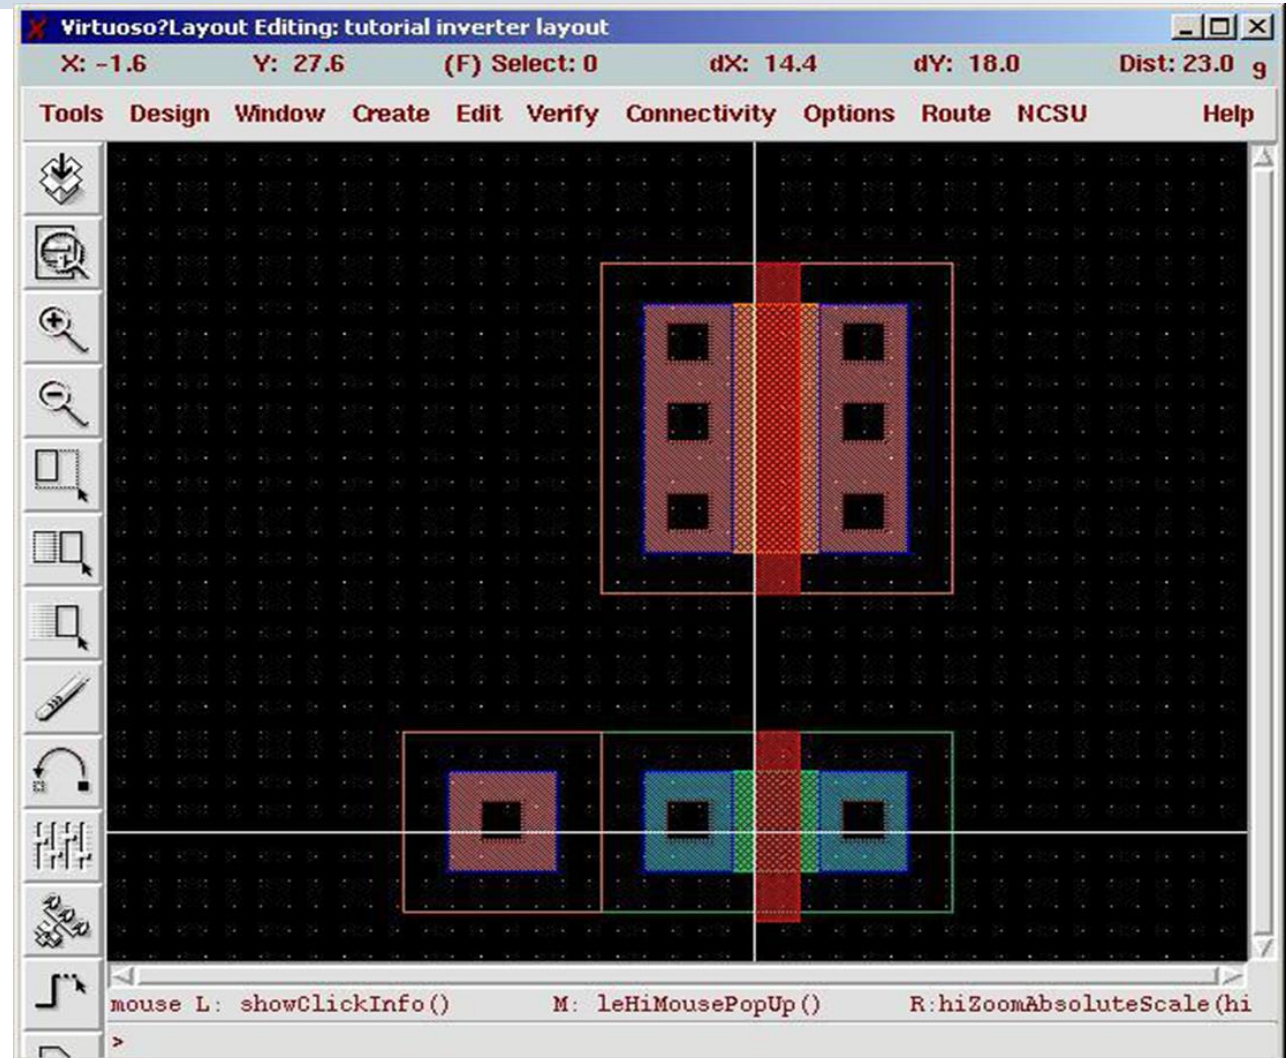 Virtuoso?Layout Editing: tutorial inverter layout
X: -1.6 Y: 27.6 (F) Select: 0 dX: 14.4 dY: 18.0 Dist: 23.0 g
Tools Design Window Create Edit Verify Connectivity Options Route NCSU Help
mouse L: showClickInfo() M: leHiMousePopUp() R:hiZoomAbsoluteScale(hi
>